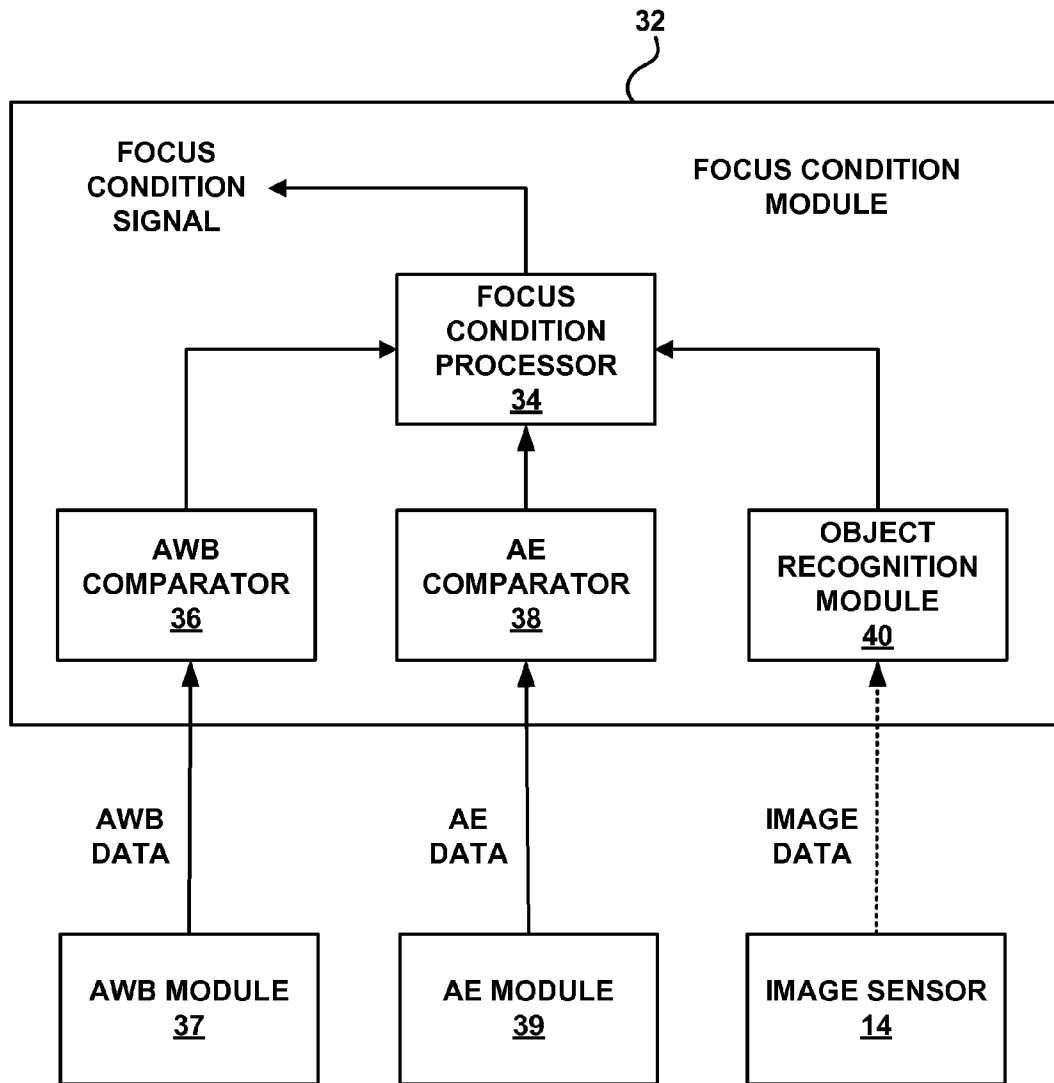 32
FOCUS
CONDITION
SIGNAL
FOCUS CONDITION
MODULE
FOCUS
CONDITION
PROCESSOR
34
AWB
COMPARATOR
36
AE
COMPARATOR
38
OBJECT
RECOGNITION
MODULE
40
AWB
DATA
AE
DATA
IMAGE
DATA
AWB MODULE
37
AE MODULE
39
IMAGE SENSOR
14